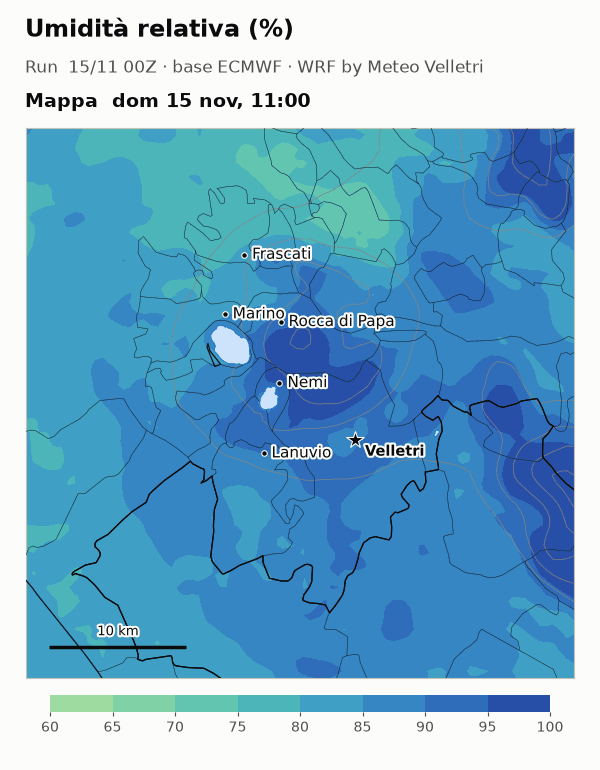 Umidità relativa (%)
Run  15/11 00Z · base ECMWF · WRF by Meteo Velletri
Mappa  dom 15 nov, 11:00
Frascati
Marino
Rocca di Papa
Nemi
Velletri
Lanuvio
10 km
60 65 70 75 80 85 90 95 100